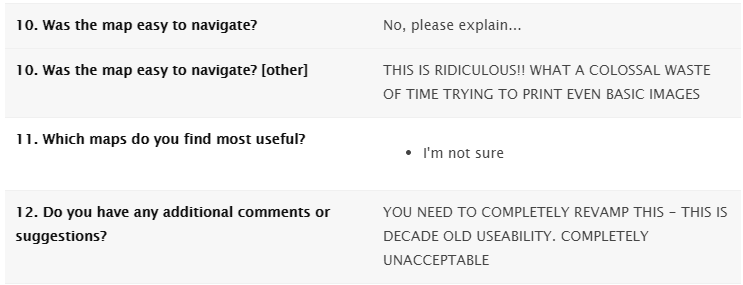 10. Was the map easy to navigate? No, please explain...
10. Was the map easy to navigate? [other] THIS IS RIDICULOUS!! WHAT A COLOSSAL WASTE
OF TIME TRYING TO PRINT EVEN BASIC IMAGES
11. Which maps do you find most useful?
• I'm not sure
12. Do you have any additional comments or
suggestions?
YOU NEED TO COMPLETELY REVAMP THIS - THIS IS
DECADE OLD USEABILITY. COMPLETELY
UNACCEPTABLE